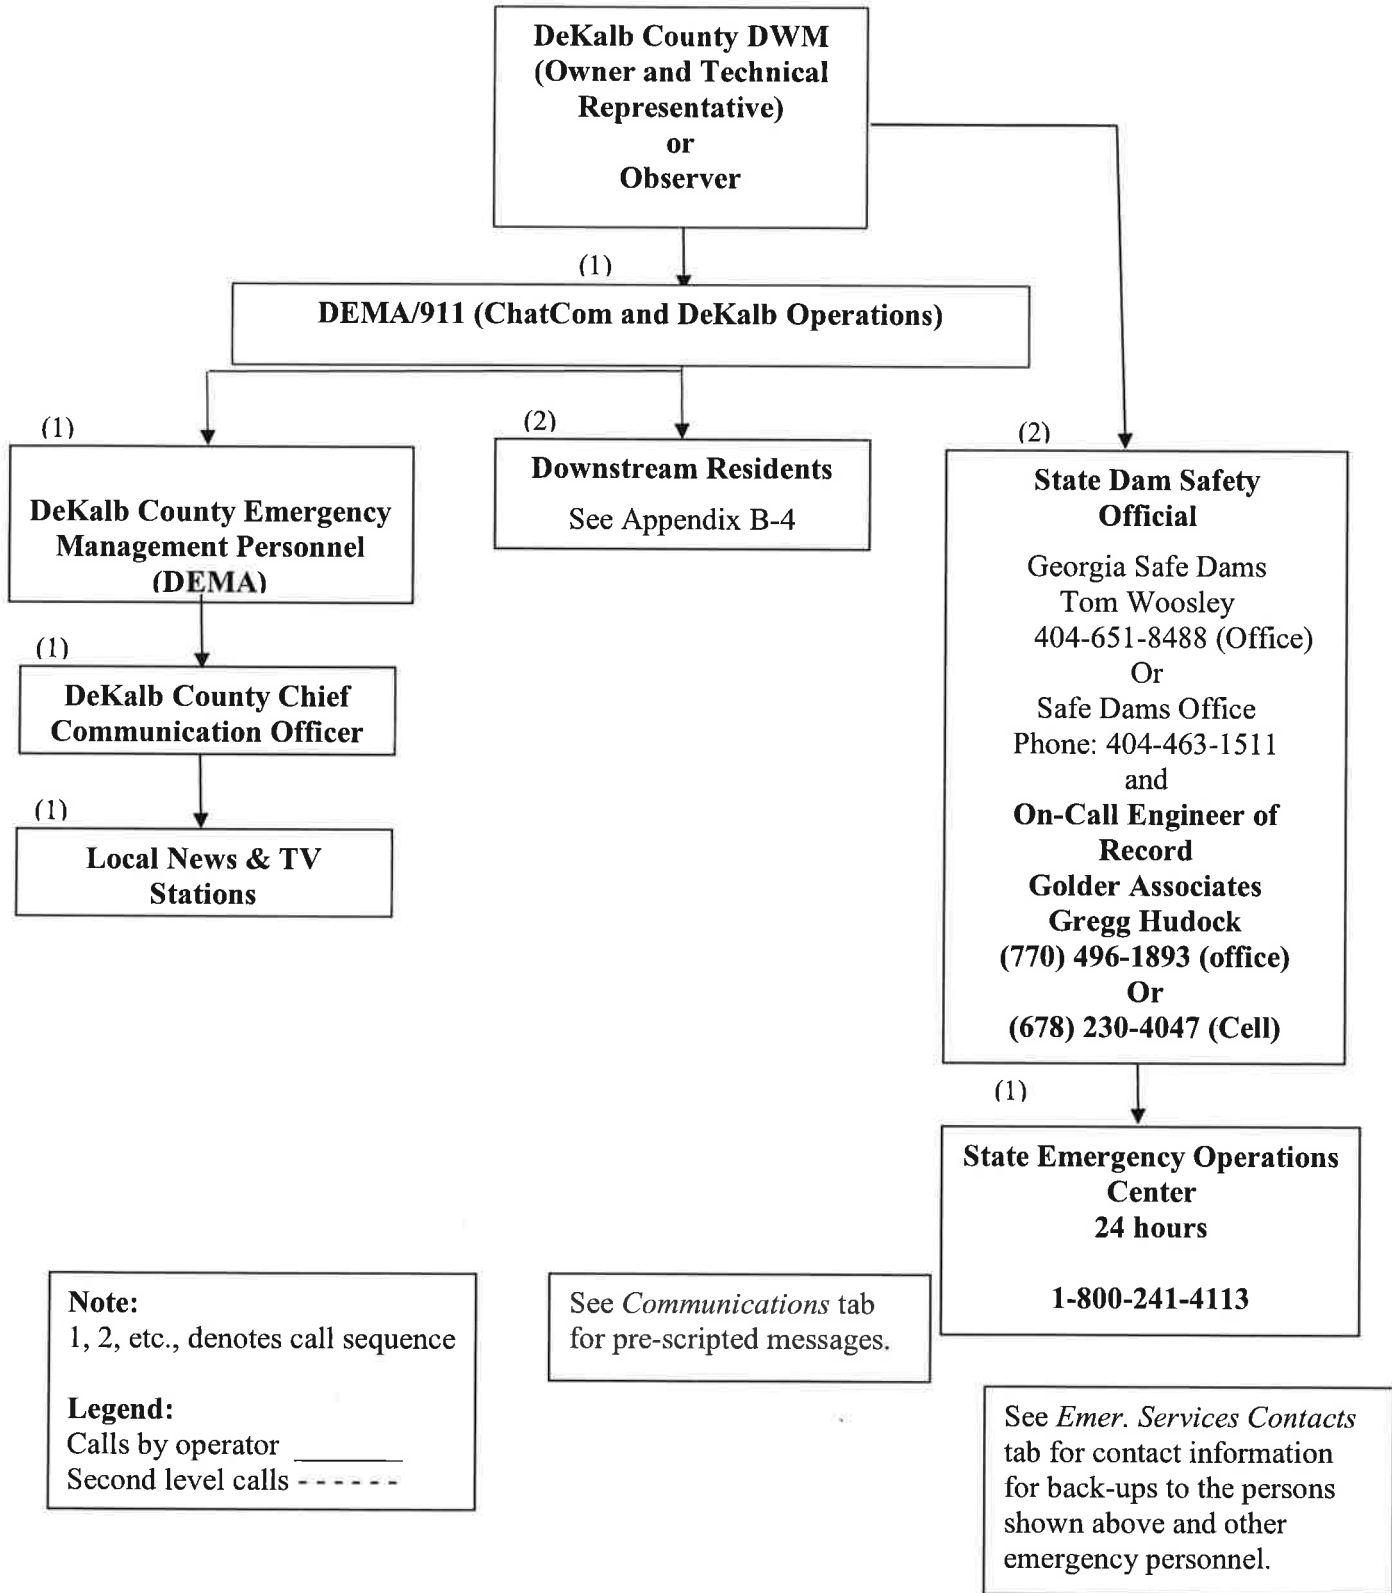 DeKalb County DWM
(Owner and Technical
Representative)
or
Observer
(1)
DEMA/911 (ChatCom and DeKalb Operations)
(1)
DeKalb County Emergency
Management Personnel
(DEMA)
(2)
Downstream Residents
See Appendix B-4
(2)
State Dam Safety
Official
Georgia Safe Dams
Tom Woosley
404-651-8488 (Office)
Or
Safe Dams Office
Phone: 404-463-1511
and
On-Call Engineer of
Record
Golder Associates
Gregg Hudock
(770) 496-1893 (office)
Or
(678) 230-4047 (Cell)
(1)
DeKalb County Chief
Communication Officer
(1)
Local News & TV
Stations
(1)
State Emergency Operations
Center
24 hours
1-800-241-4113
Note:
1, 2, etc., denotes call sequence
Legend:
Calls by operator ________
Second level calls - - - - - -
See Communications tab
for pre-scripted messages.
See Emer. Services Contacts
tab for contact information
for back-ups to the persons
shown above and other
emergency personnel.